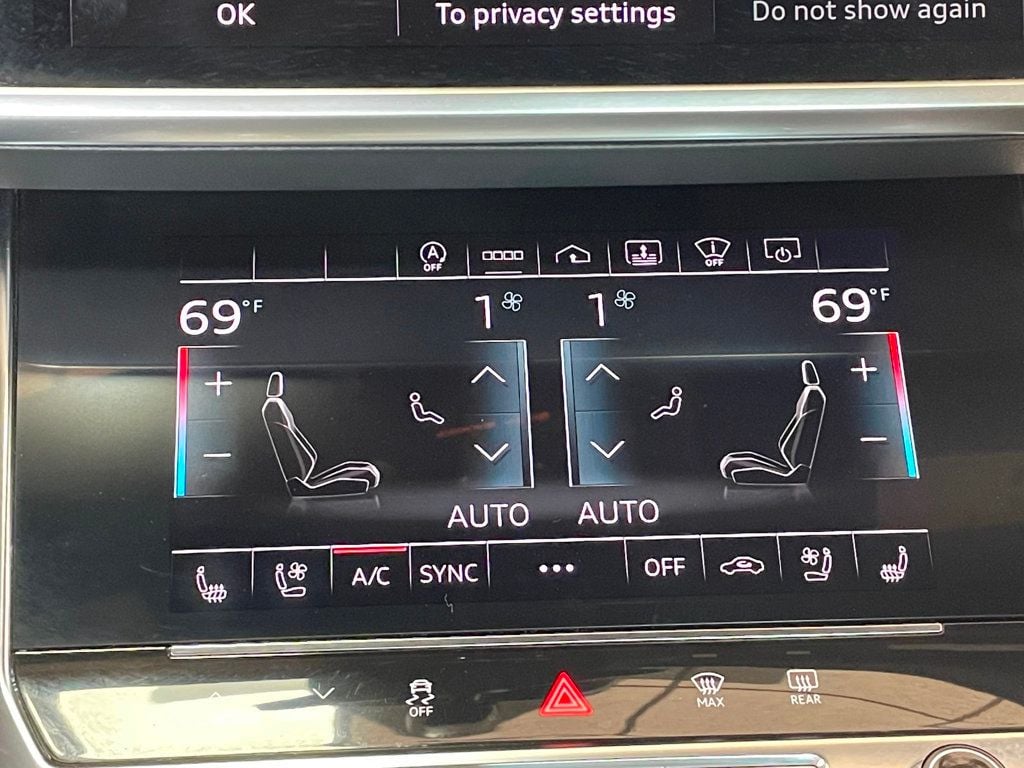 OK To privacy settings Do not show again
A OFF OFF
69°F 1 1 69°F
AUTO AUTO
A/C SYNC ••• OFF
OFF MAX REAR